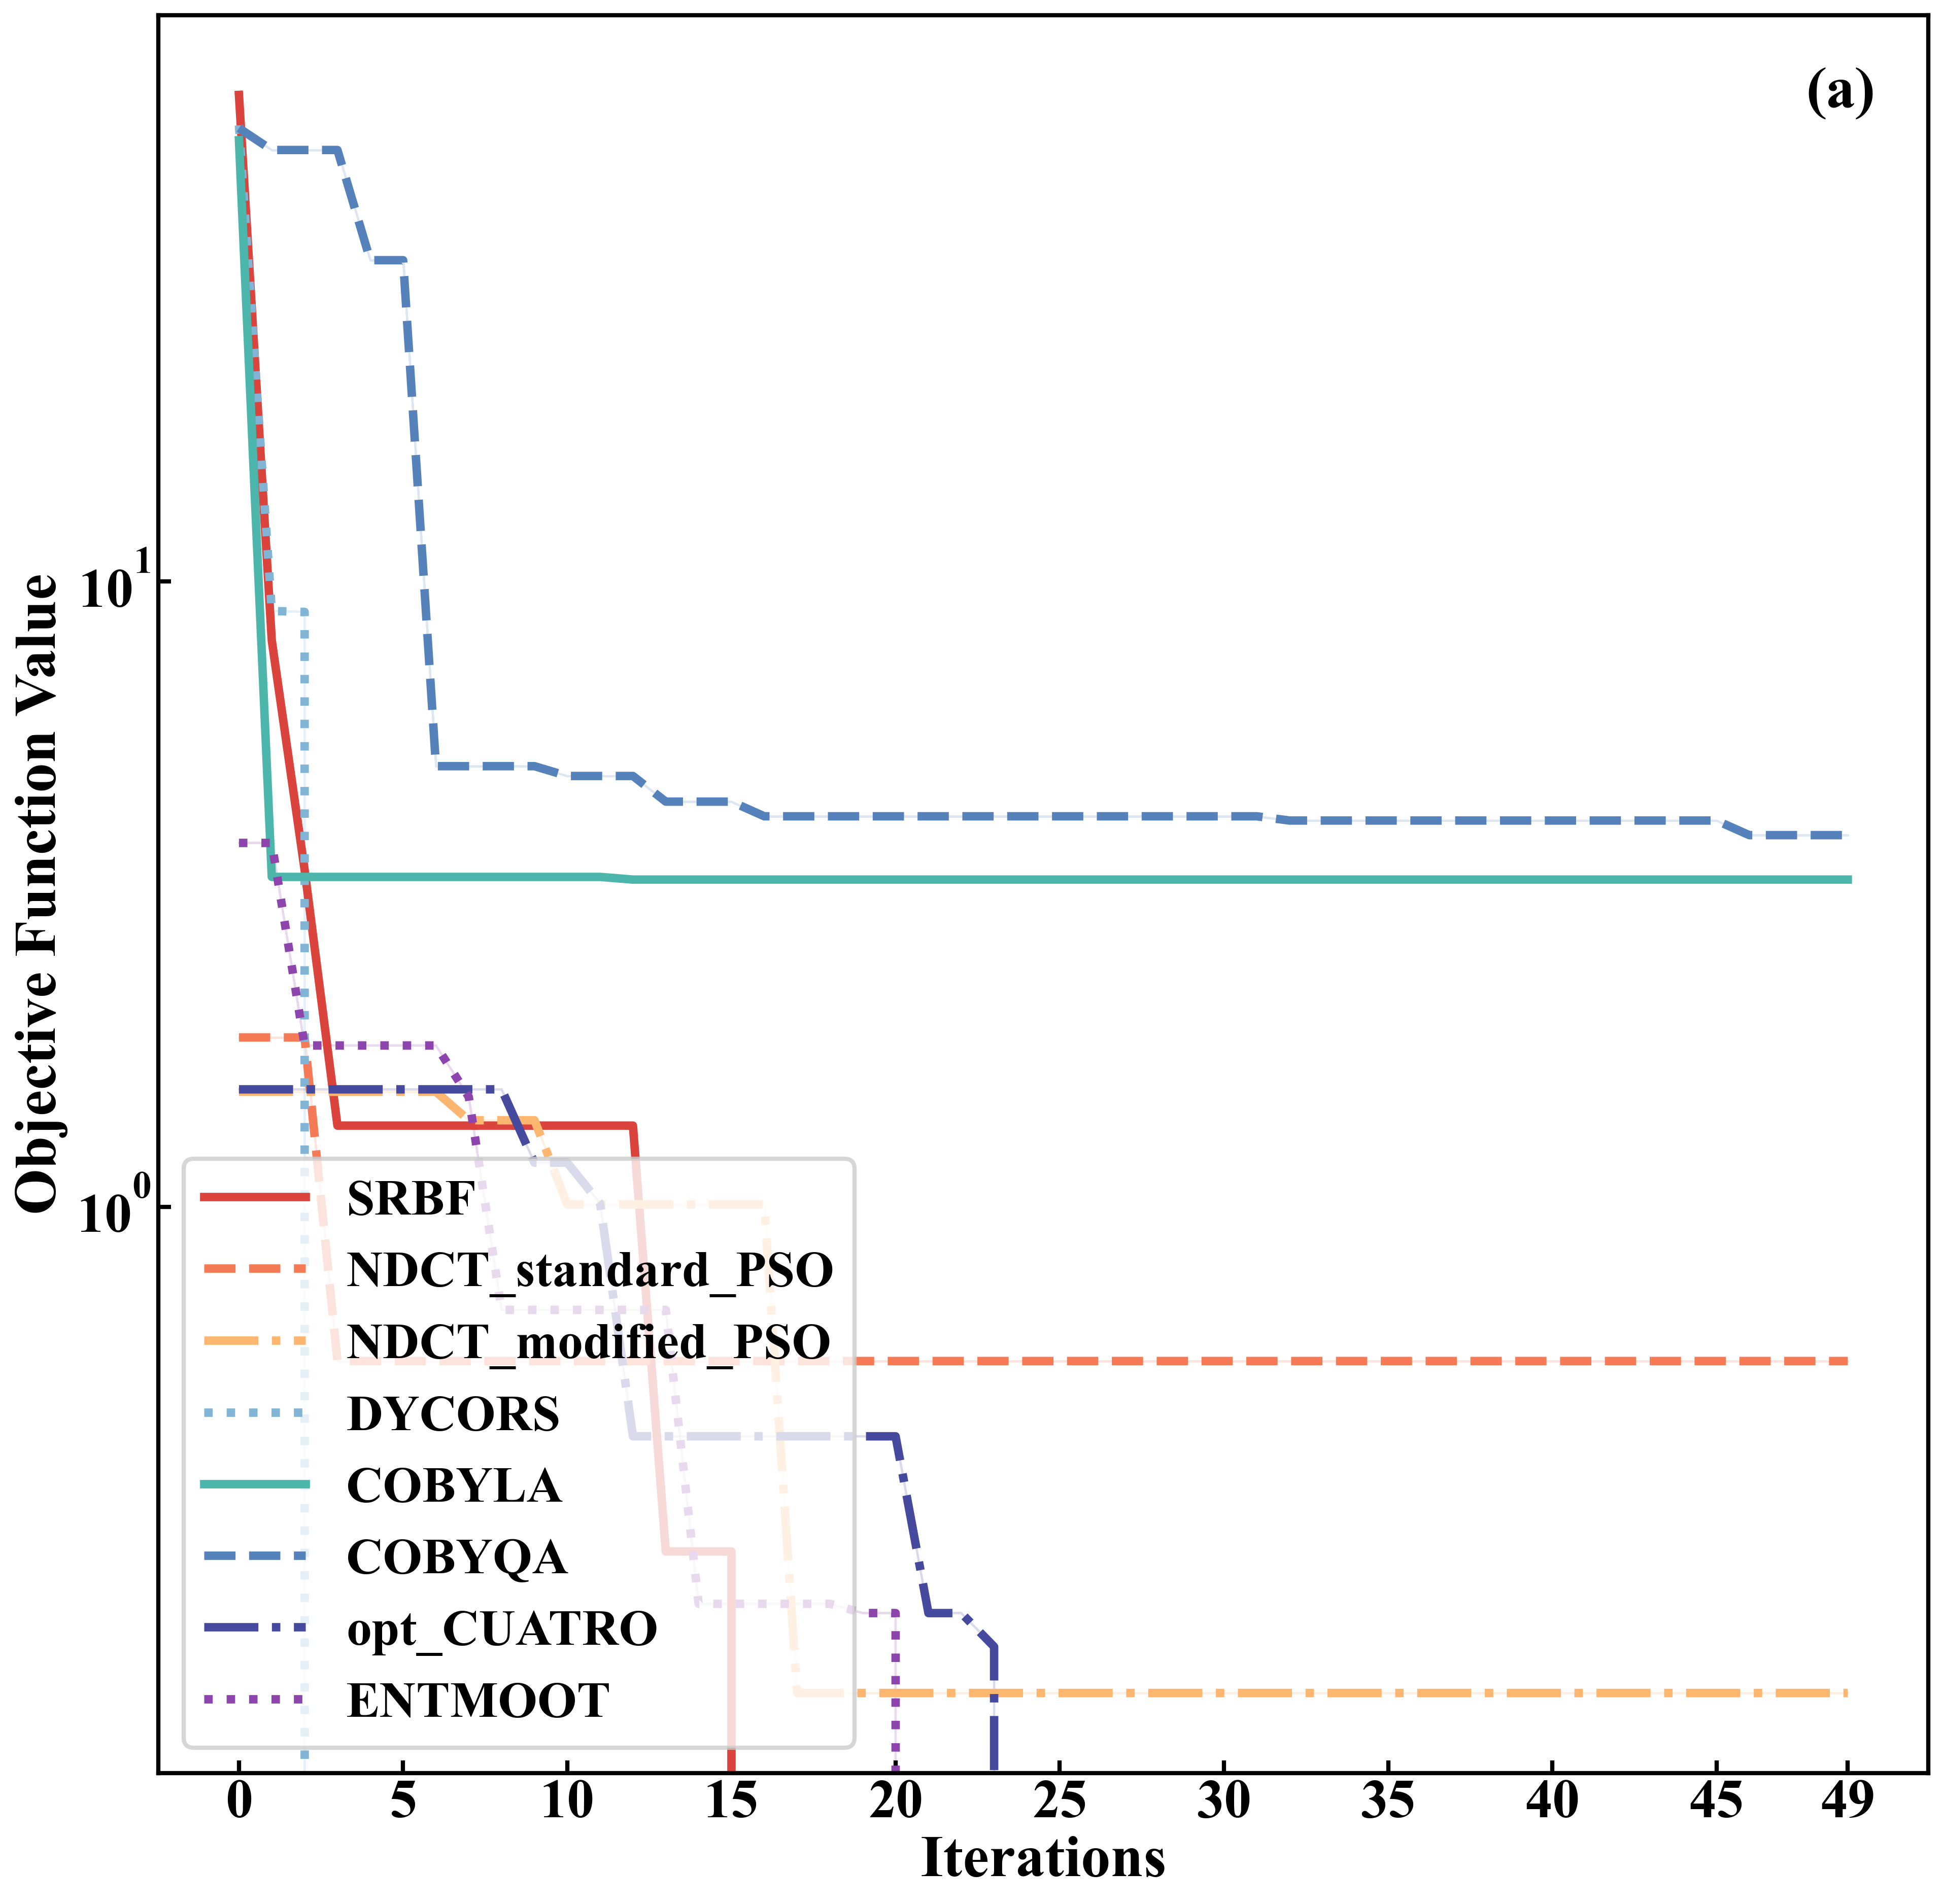 (a)
Objective Function Value
10^1
10^0
SRBF
NDCT_standard_PSO
NDCT_modified_PSO
DYCORS
COBYLA
COBYQA
opt_CUATRO
ENTMOOT
0 5 10 15 20 25 30 35 40 45 49
Iterations